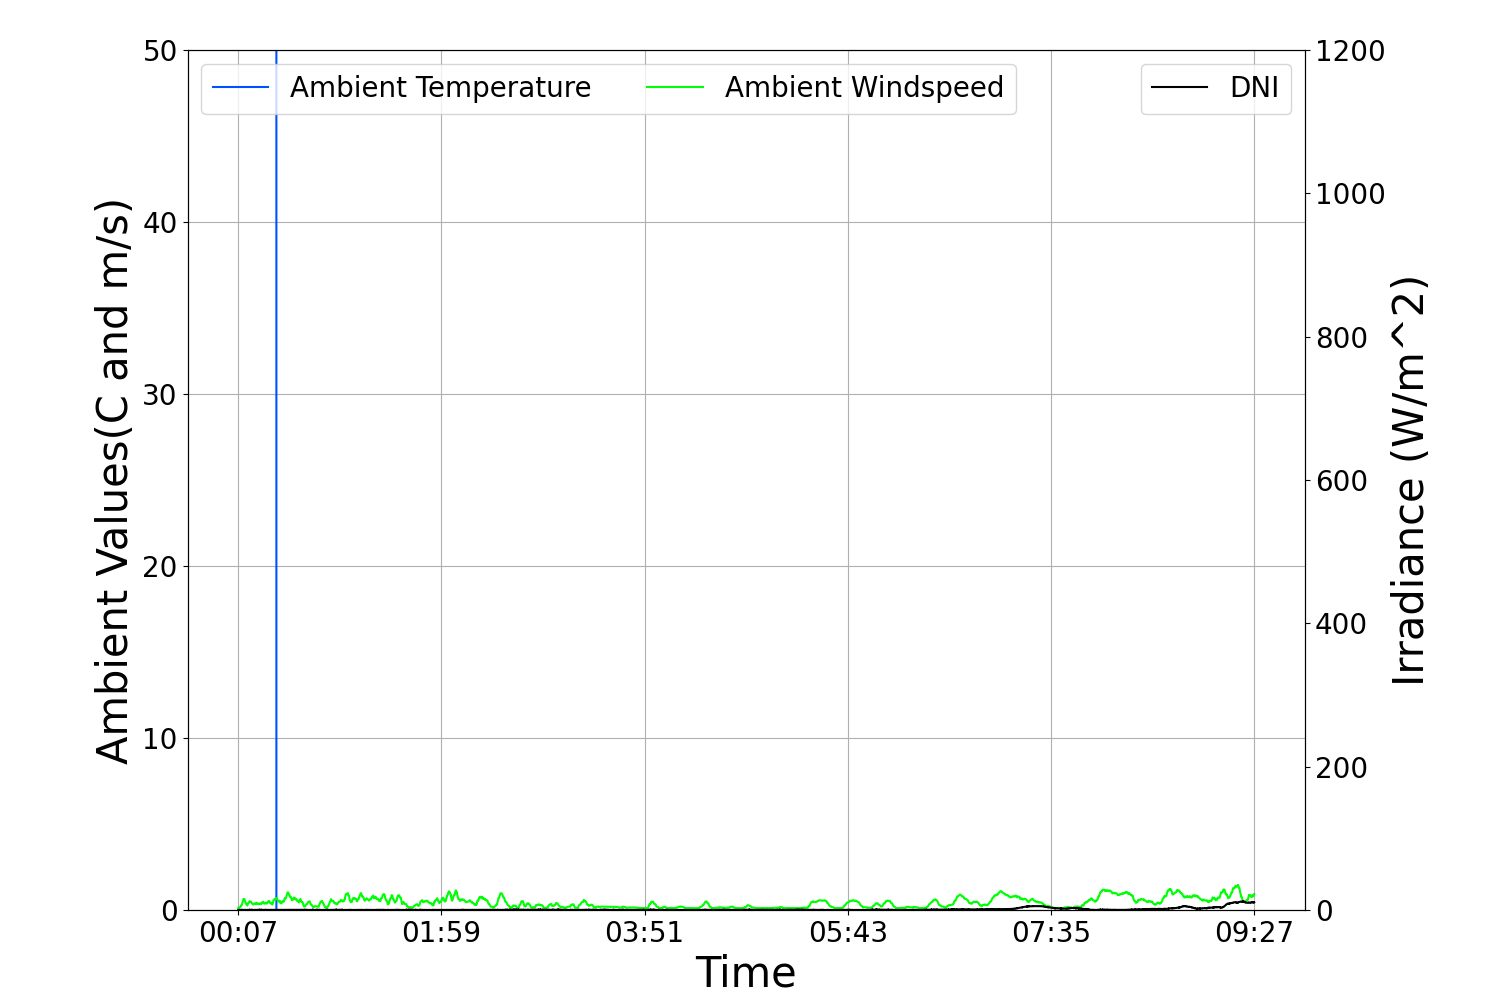 Ambient Temperature Ambient Windspeed DNI
Ambient Values(C and m/s)
50
40
30
20
10
0
1200
1000
800
600
400
200
0
Irradiance (W/m^2)
00:07 01:59 03:51 05:43 07:35 09:27
Time